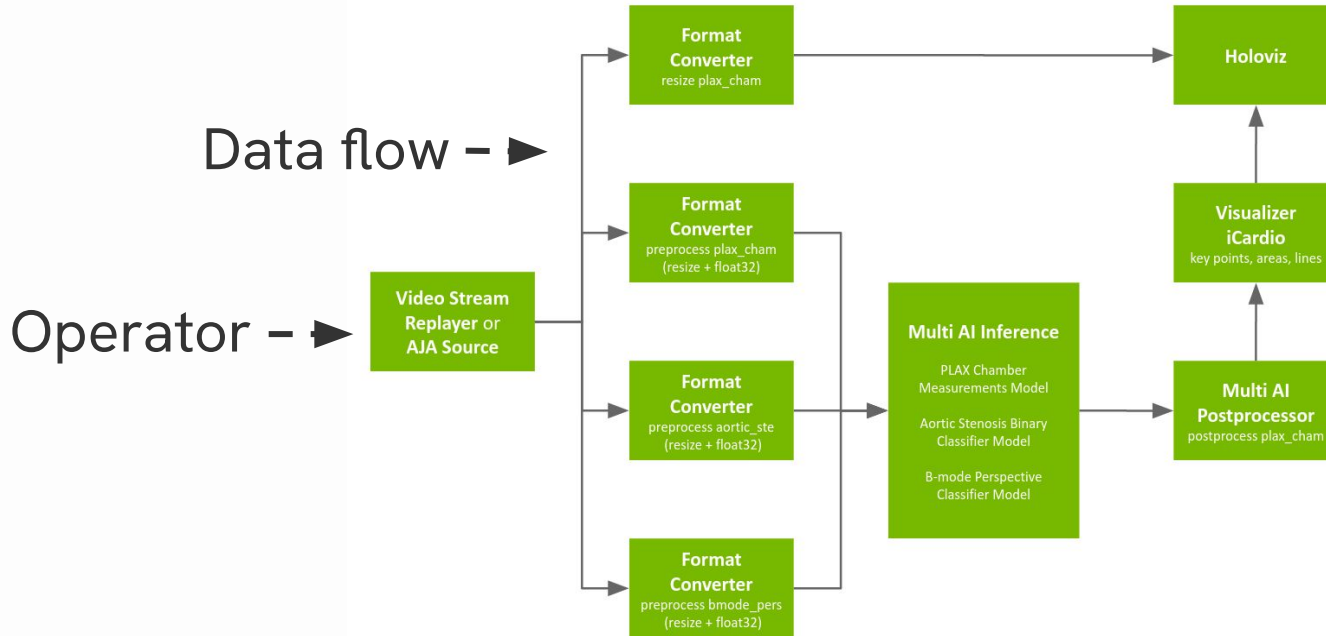 Format
Converter
resize plax_cham
Holoviz
Data flow
Format
Converter
preprocess plax_cham
(resize + float32)
Visualizer
iCardio
key points, areas, lines
Operator
Video Stream
Replayer or
AJA Source
Format
Converter
preprocess aortic_ste
(resize + float32)
Multi AI Inference
PLAX Chamber
Measurements Model
Aortic Stenosis Binary
Classifier Model
B-mode Perspective
Classifier Model
Multi AI
Postprocessor
postprocess plax_cham
Format
Converter
preprocess bmode_pers
(resize + float32)